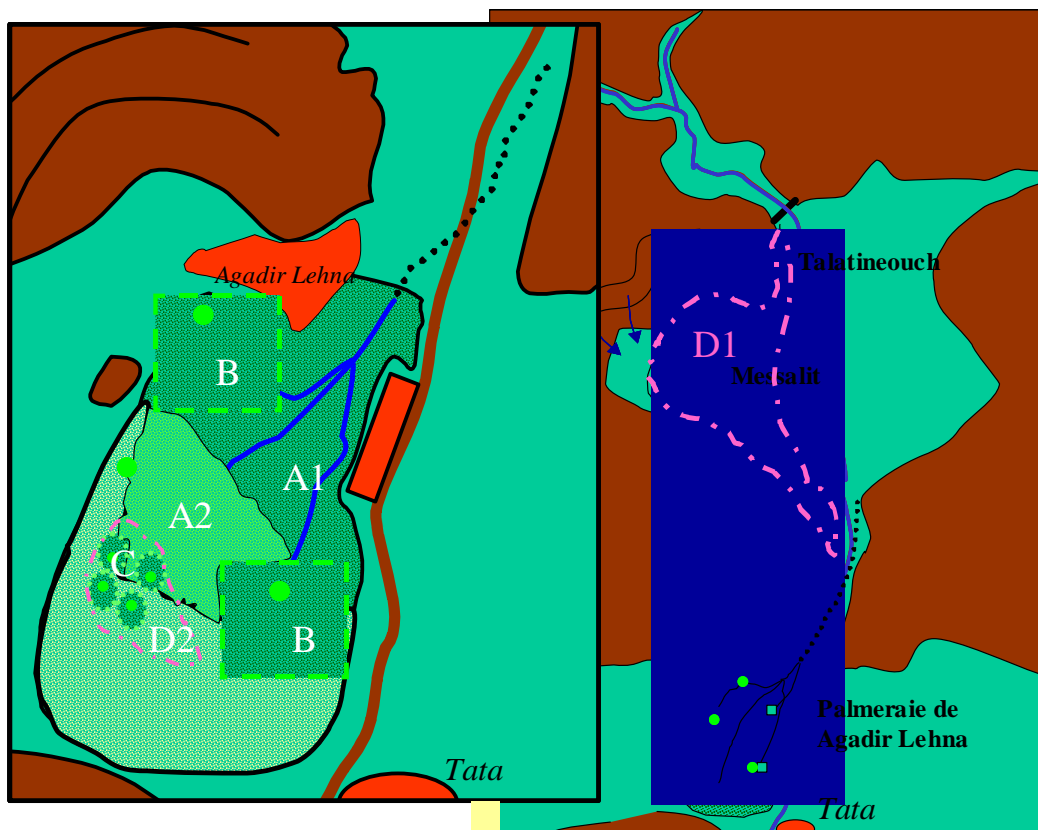 Agadir Lehna
B
A1
A2
C
D2
B
Tata
Talatineouch
D1
Messalit
Palmeraie de
Agadir Lehna
Tata